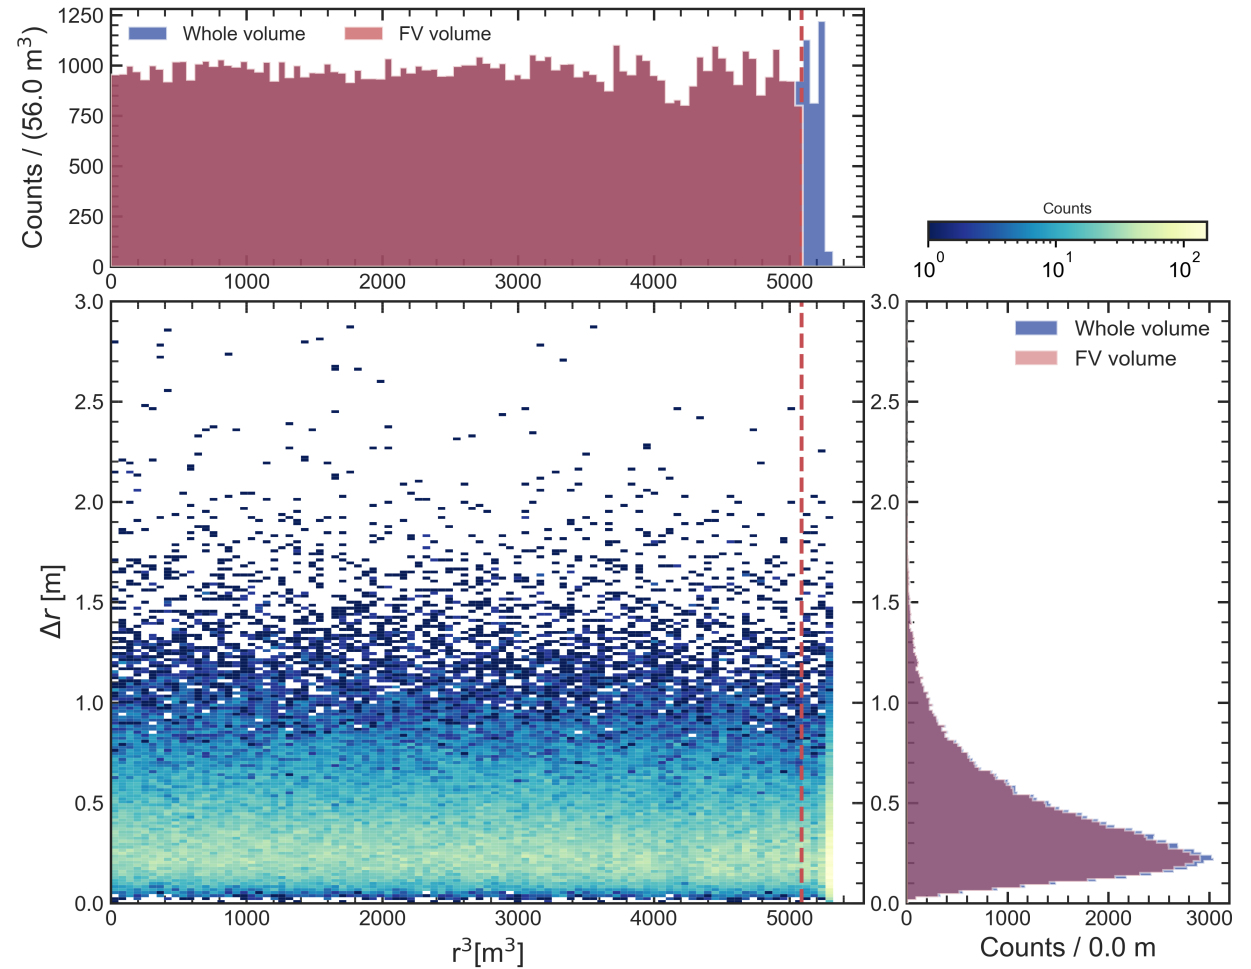 Counts / (56.0 m³)
1250
1000
750
500
250
0
Whole volume
FV volume
0 1000 2000 3000 4000 5000
Counts
10⁰ 10¹ 10²
Δr [m]
3.0
2.5
2.0
1.5
1.0
0.5
0.0
0 1000 2000 3000 4000 5000
r³[m³]
3.0
2.5
2.0
1.5
1.0
0.5
0.0
Whole volume
FV volume
0 1000 2000 3000
Counts / 0.0 m